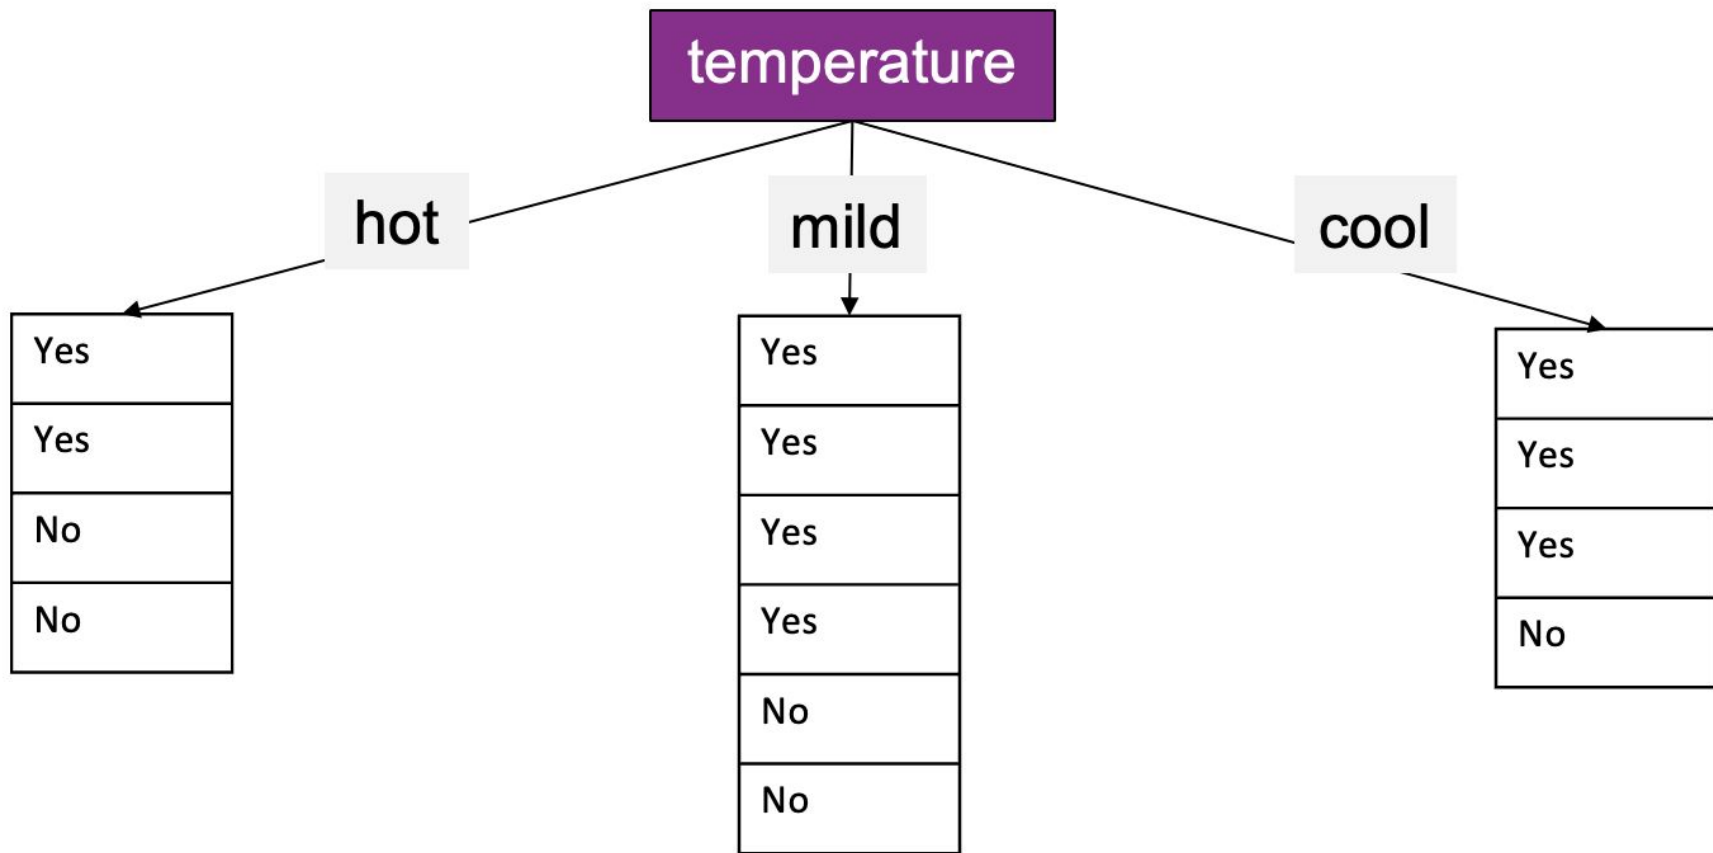 temperature
hot
mild
cool
Yes
Yes
No
No
Yes
Yes
Yes
Yes
No
No
Yes
Yes
Yes
No